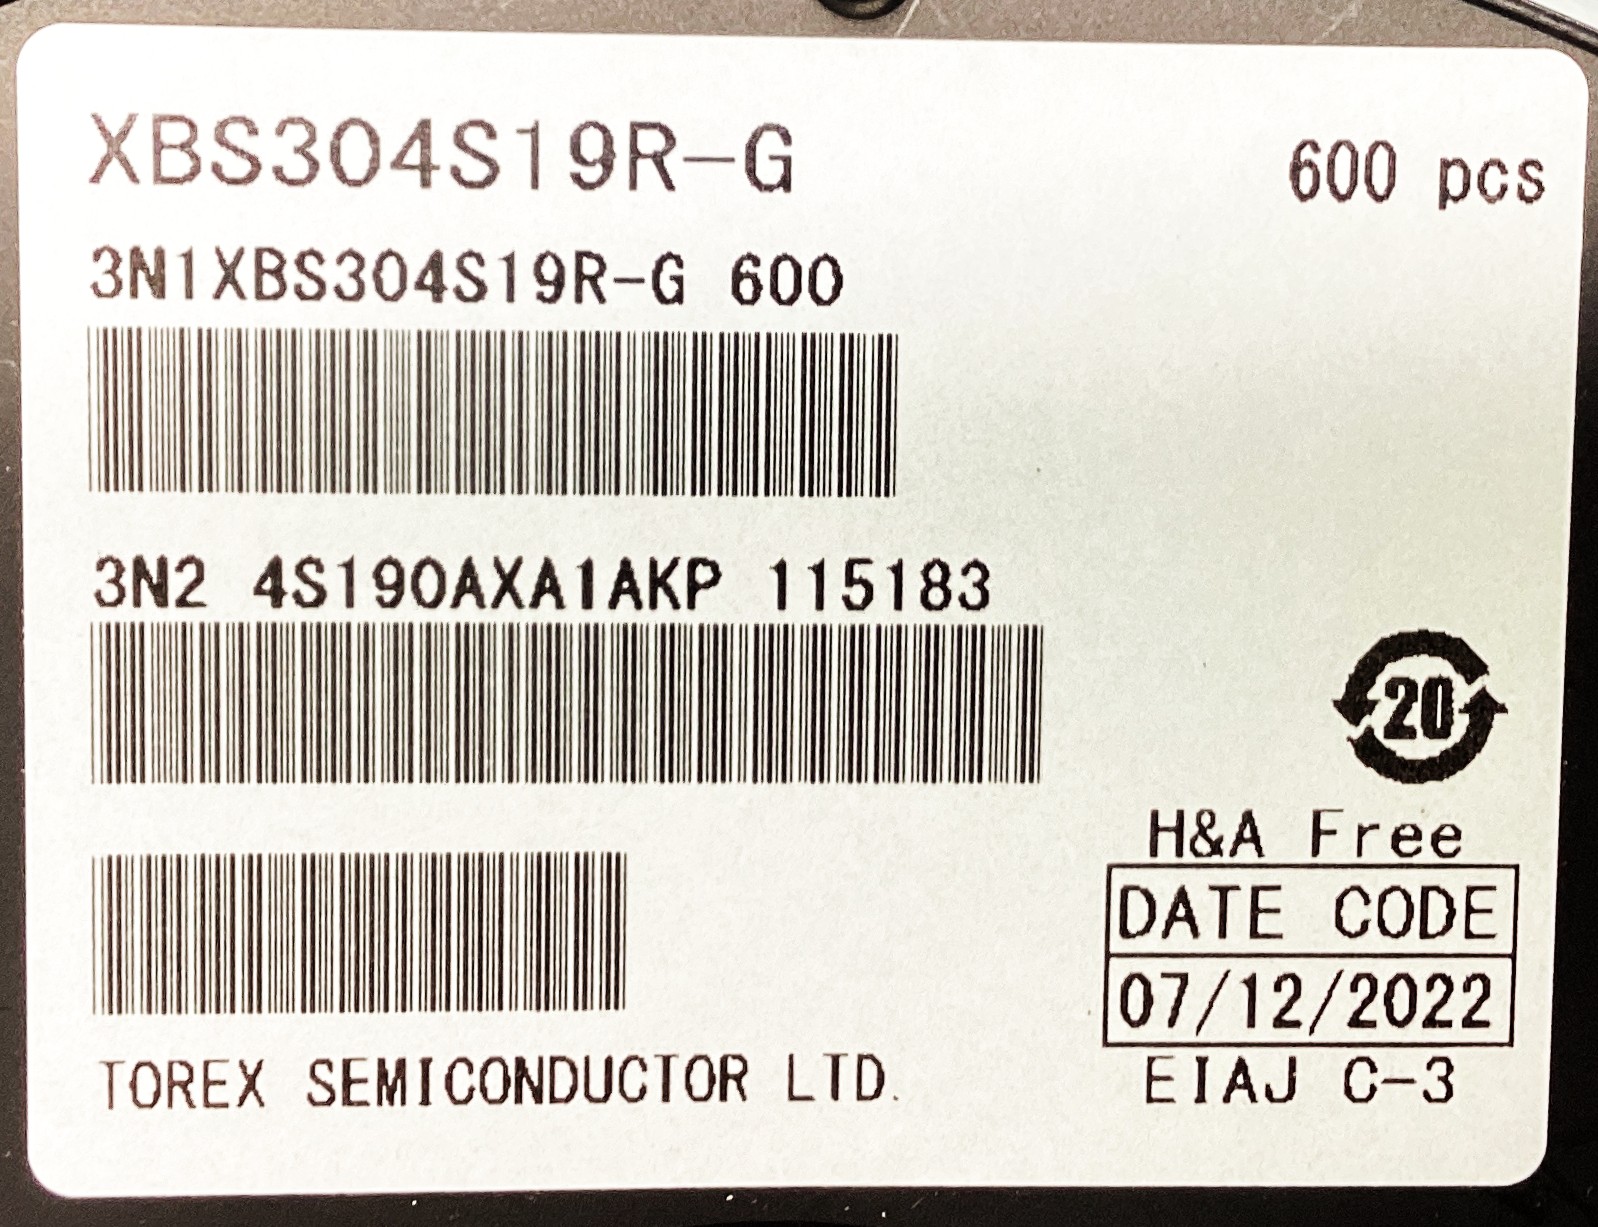 XBS304S19R-G
600 pcs
3N1XBS304S19R-G 600
3N2 4S190AXA1AKP 115183
20
H&A Free
DATE CODE
07/12/2022
TOREX SEMICONDUCTOR LTD.
EIAJ C-3